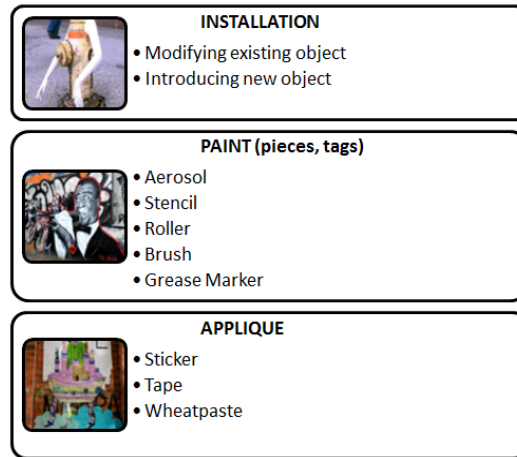 INSTALLATION
• Modifying existing object
• Introducing new object
PAINT (pieces, tags)
• Aerosol
• Stencil
• Roller
• Brush
• Grease Marker
APPLIQUE
• Sticker
• Tape
• Wheatpaste